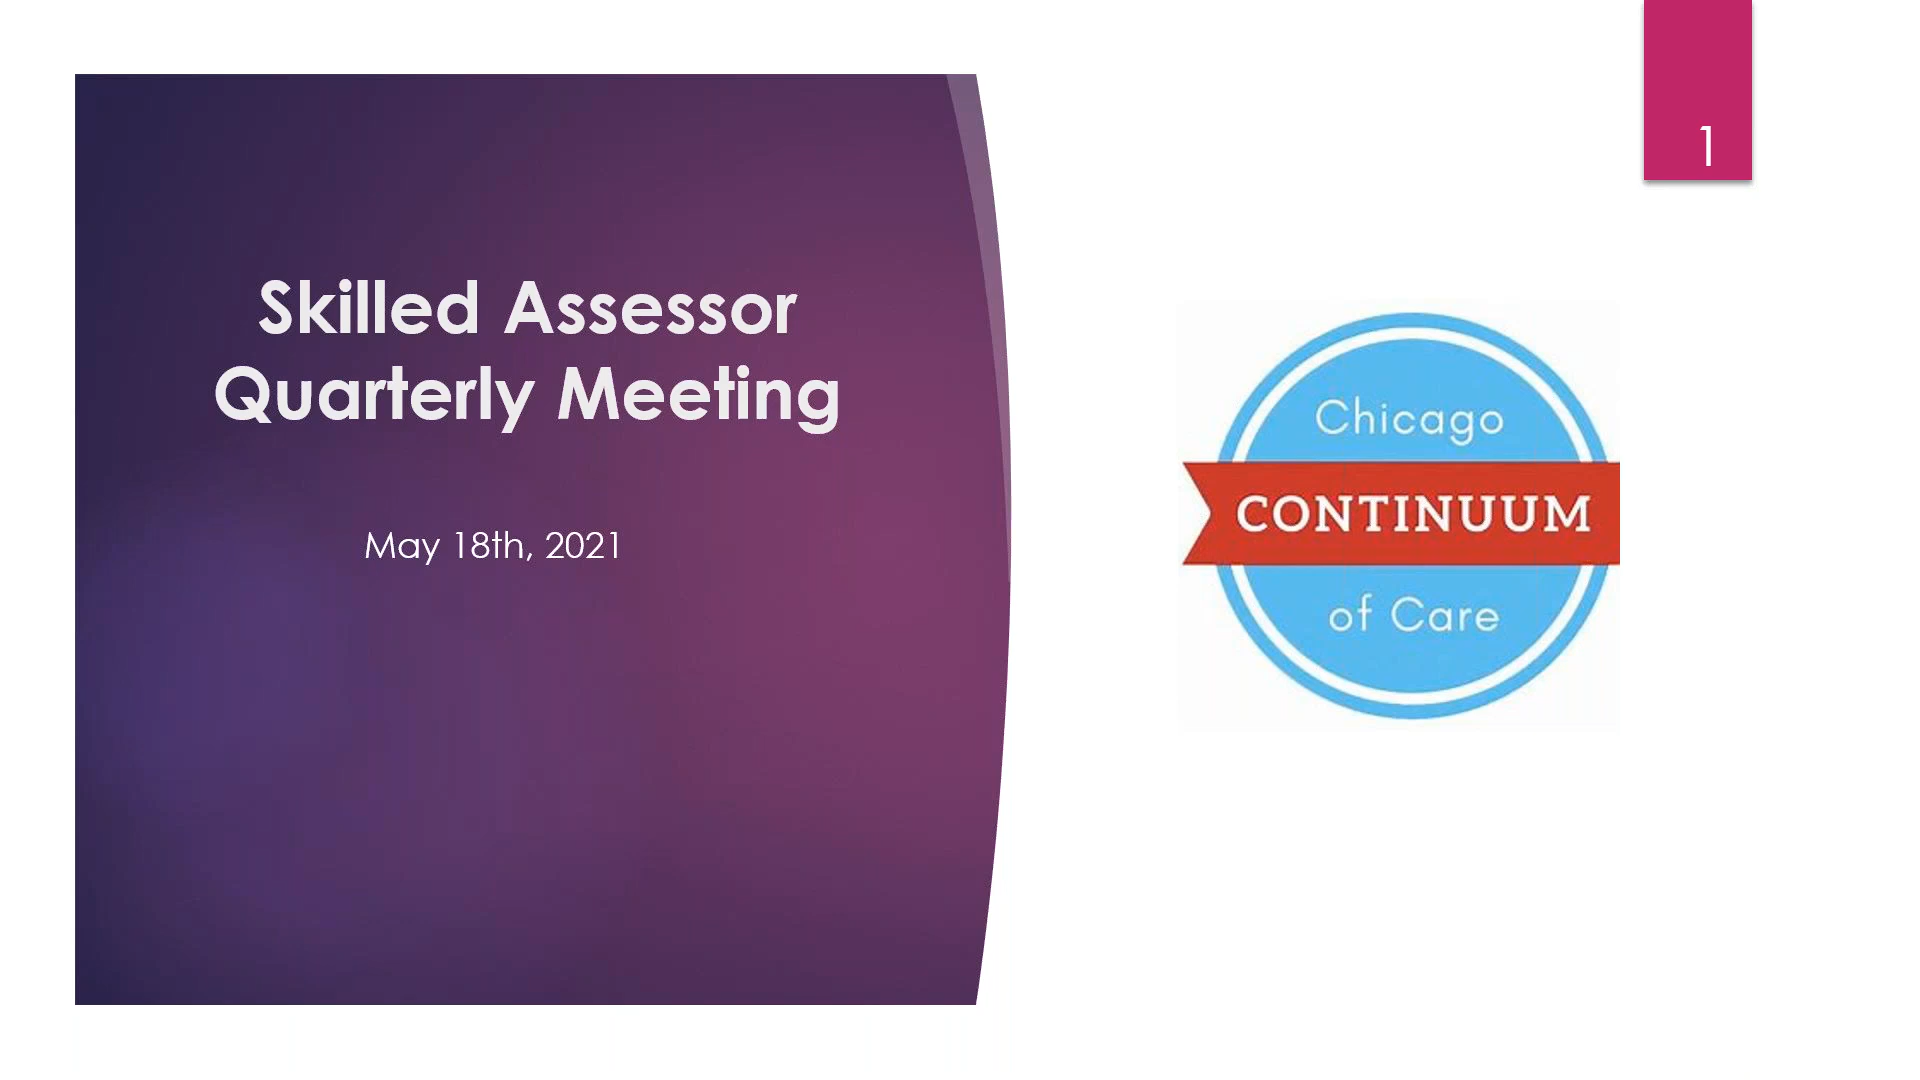 1
Skilled Assessor
Quarterly Meeting
May 18th, 2021
Chicago
CONTINUUM
of Care